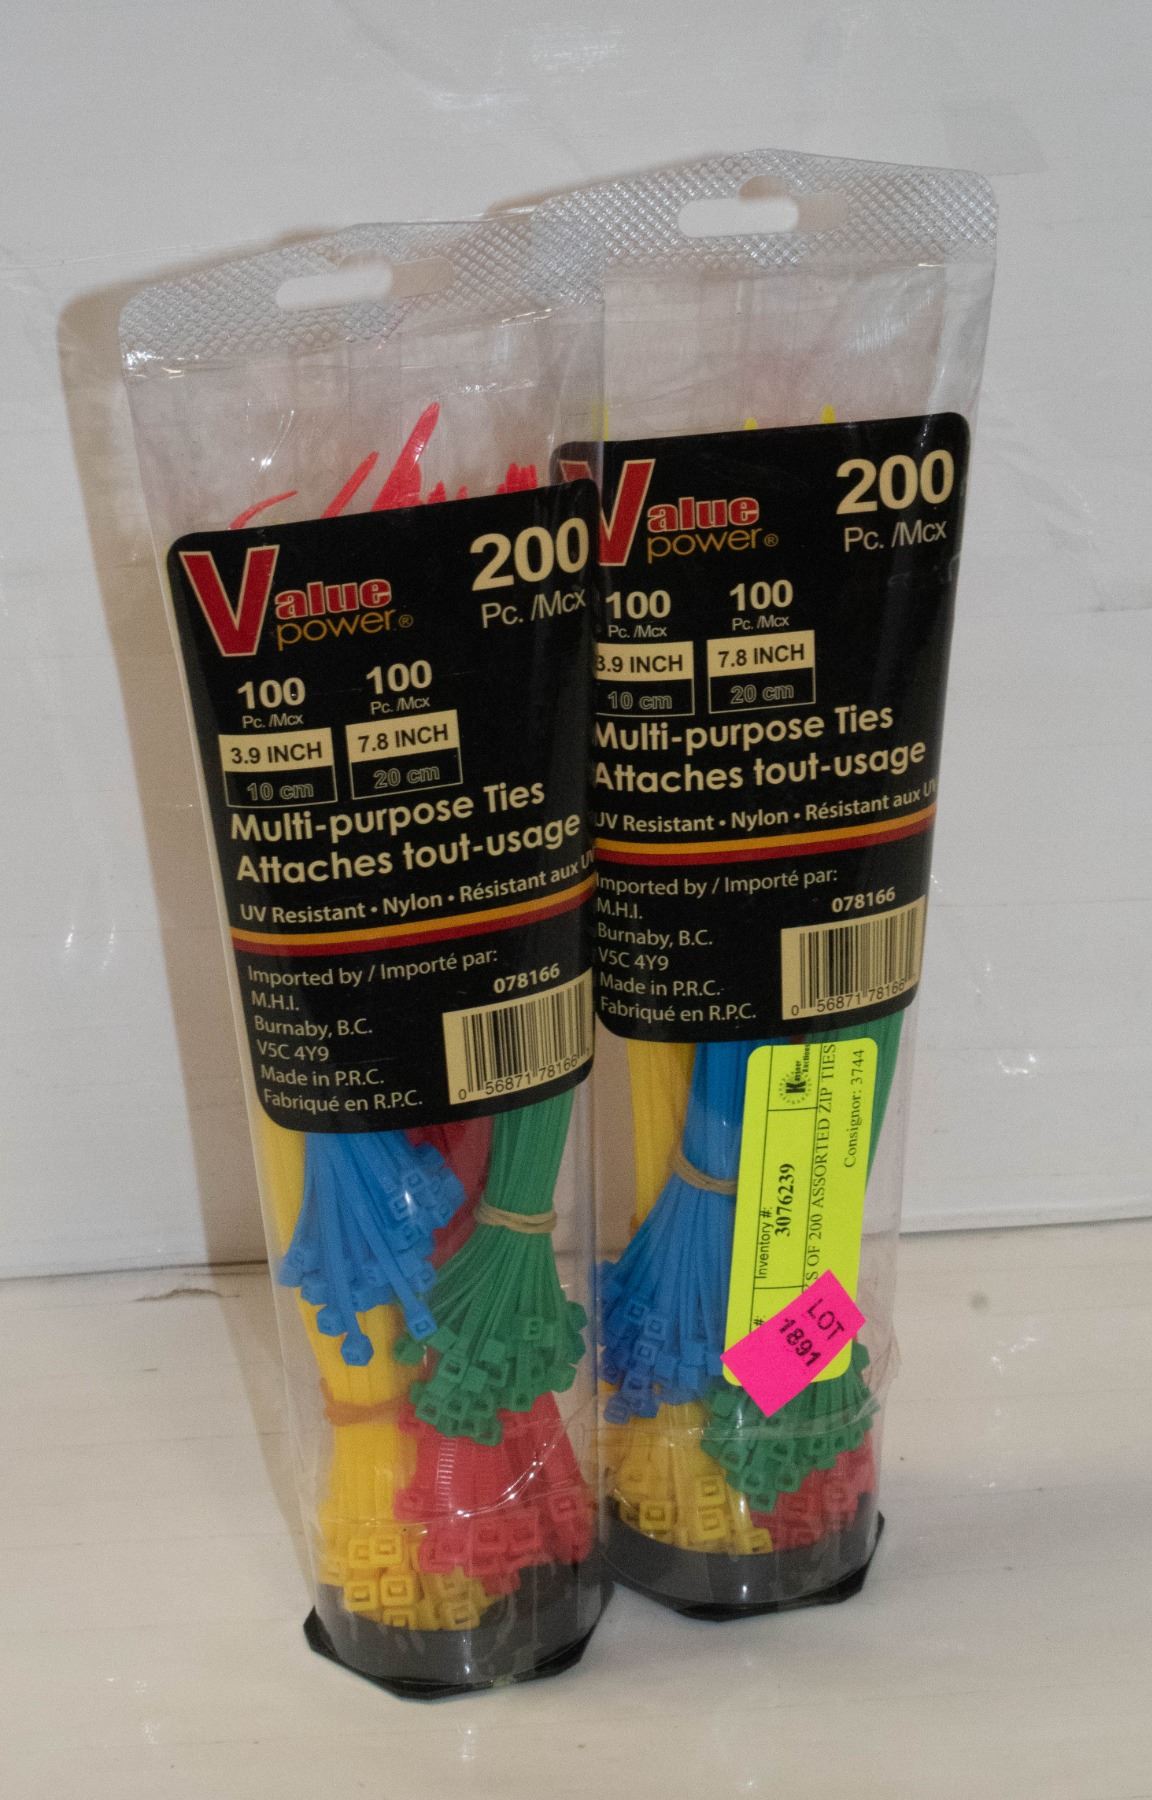 Value
power®
200
Pc. /Mcx
100
Pc. /Mcx
100
Pc. /Mcx
3.9 INCH
10 cm
7.8 INCH
20 cm
Multi-purpose Ties
Attaches tout-usage
UV Resistant • Nylon • Résistant aux
Imported by / Importé par:
M.H.I.
Burnaby, B.C.
V5C 4Y9
Made in P.R.C.
Fabriqué en R.P.C.
078166
0 56871 78166
Value
power®
200
Pc. /Mcx
100
Pc. /Mcx
100
Pc. /Mcx
3.9 INCH
10 cm
7.8 INCH
20 cm
Multi-purpose Ties
Attaches tout-usage
UV Resistant • Nylon • Résistant aux UV
Imported by / Importé par:
M.H.I.
Burnaby, B.C.
V5C 4Y9
Made in P.R.C.
Fabriqué en R.P.C.
078166
0 56871 78166
#:
Inventory #:
3076239
OF 200 ASSORTED ZIP TIES
Consignor: 3744
LOT
1891